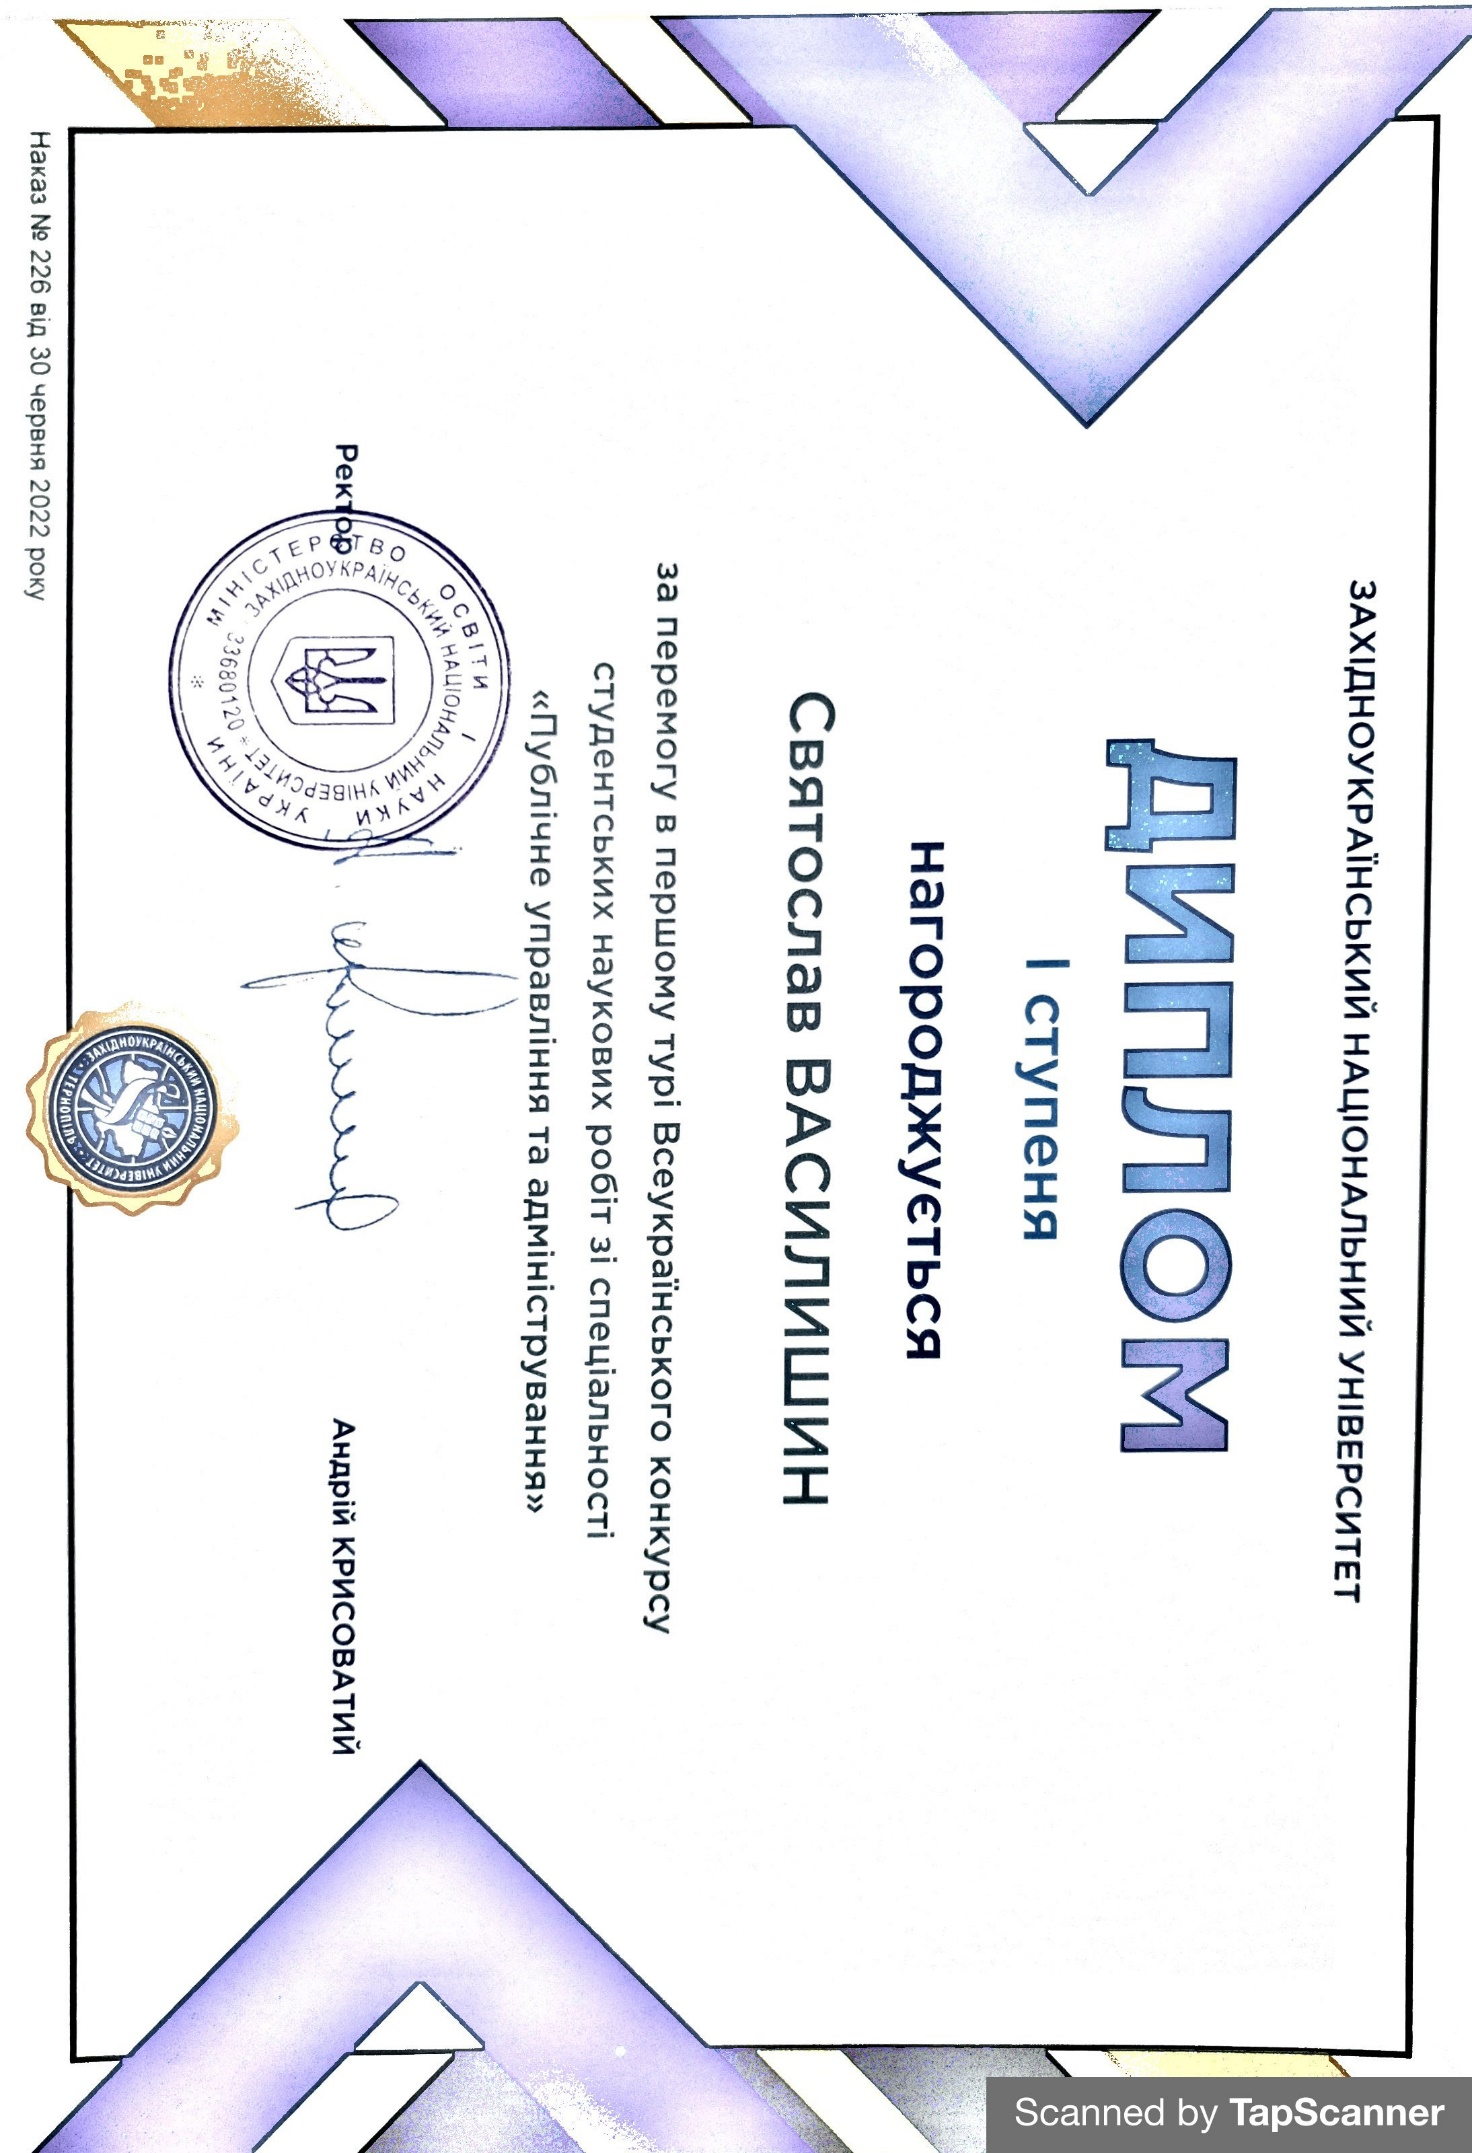 ЗАХІДНОУКРАЇНСЬКИЙ НАЦІОНАЛЬНИЙ УНІВЕРСИТЕТ
ДИПЛОМ
І ступеня
нагороджується
Святослав ВАСИЛИШИН
за перемогу в першому турі Всеукраїнського конкурсу
студентських наукових робіт зі спеціальності
«Публічне управління та адміністрування»
Ректор
Андрій КРИСОВАТИЙ
МІНІСТЕРСТВО ОСВІТИ І НАУКИ УКРАЇНИ
ЗАХІДНОУКРАЇНСЬКИЙ НАЦІОНАЛЬНИЙ УНІВЕРСИТЕТ * 33680120
ЗАХІДНОУКРАЇНСЬКИЙ НАЦІОНАЛЬНИЙ УНІВЕРСИТЕТ
ТЕРНОПІЛЬ
Наказ № 226 від 30 червня 2022 року
Scanned by TapScanner